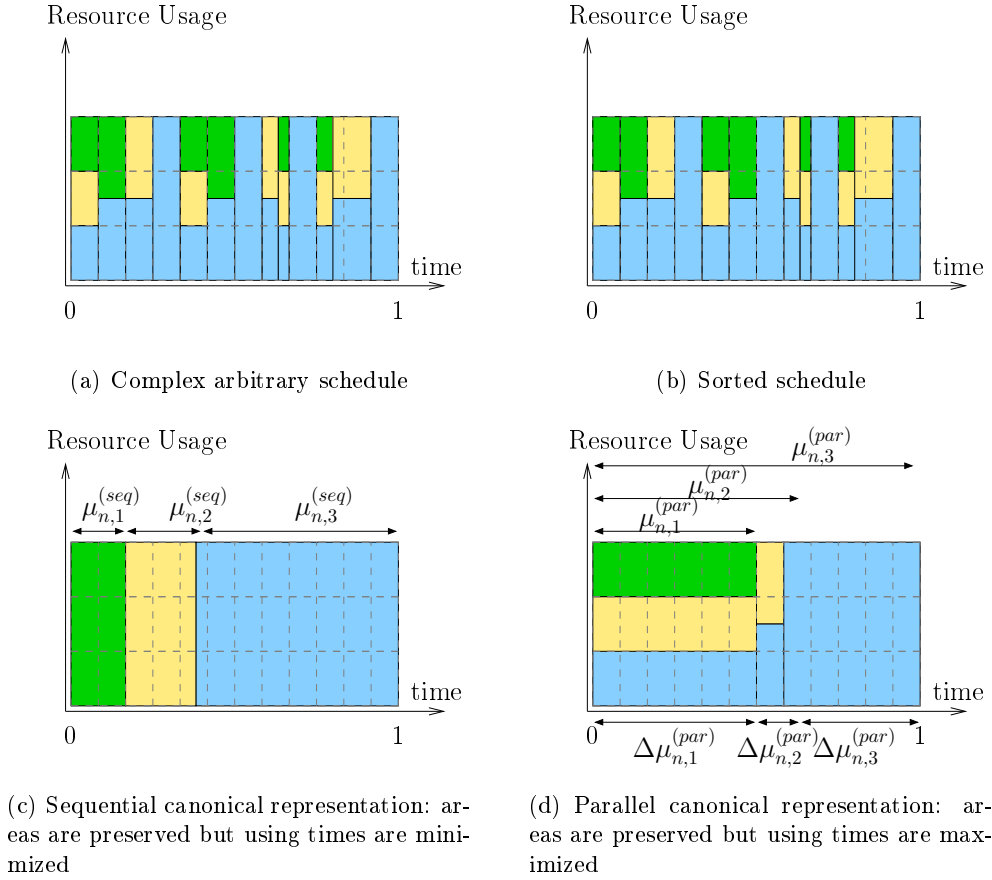 Resource Usage
time
0
1
(a) Complex arbitrary schedule
Resource Usage
time
0
1
(b) Sorted schedule
Resource Usage
μ_{n,1}^{(seq)}
μ_{n,2}^{(seq)}
μ_{n,3}^{(seq)}
time
0
1
(c) Sequential canonical representation: ar-
eas are preserved but using times are mini-
mized
Resource Usage
μ_{n,3}^{(par)}
μ_{n,2}^{(par)}
μ_{n,1}^{(par)}
time
0
1
Δμ_{n,1}^{(par)}
Δμ_{n,2}^{(par)}
Δμ_{n,3}^{(par)}
(d) Parallel canonical representation: ar-
eas are preserved but using times are max-
imized